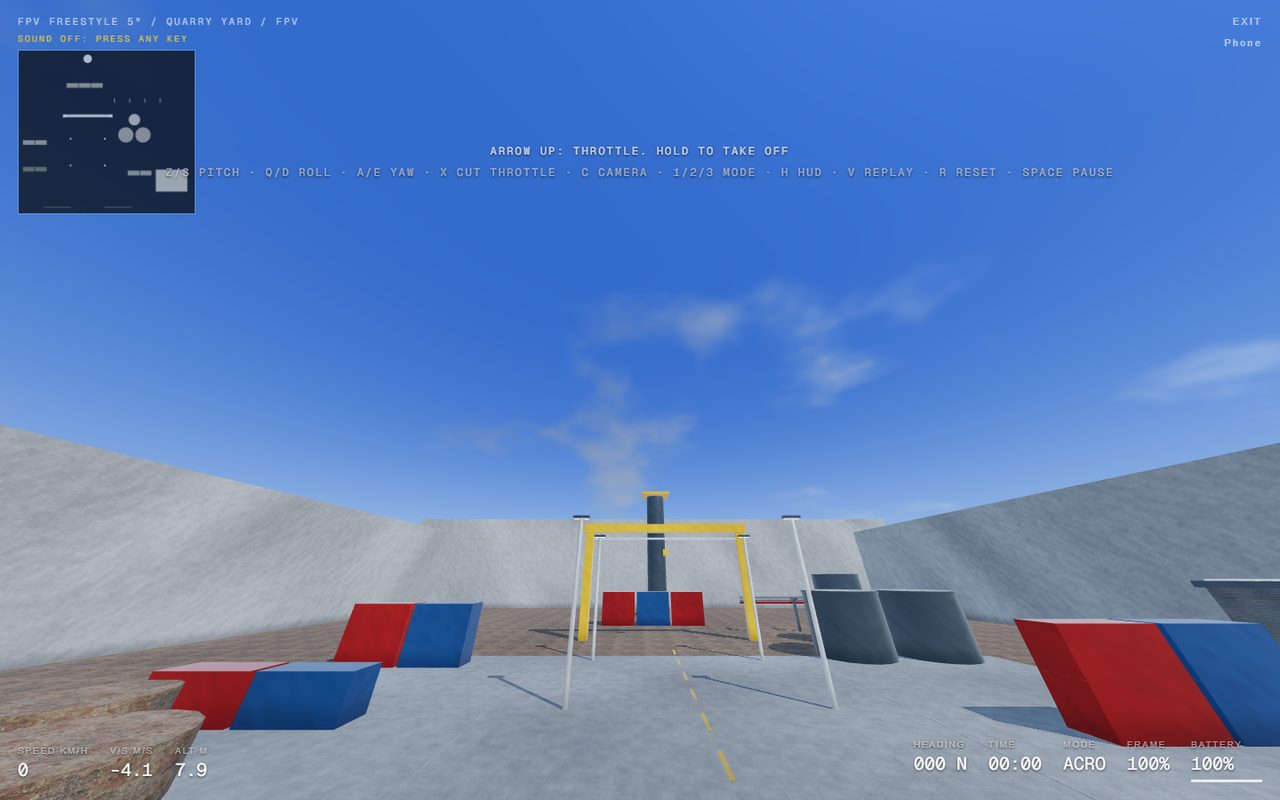 FPV FREESTYLE 5" / QUARRY YARD / FPV
EXIT
SOUND OFF: PRESS ANY KEY
Phone
ARROW UP: THROTTLE. HOLD TO TAKE OFF
Z/S PITCH · Q/D ROLL · A/E YAW · X CUT THROTTLE · C CAMERA · 1/2/3 MODE · H HUD · V REPLAY · R RESET · SPACE PAUSE
SPEED KM/H V/S M/S ALT M
0 -4.1 7.9
HEADING TIME MODE FRAME BATTERY
000 N 00:00 ACRO 100% 100%